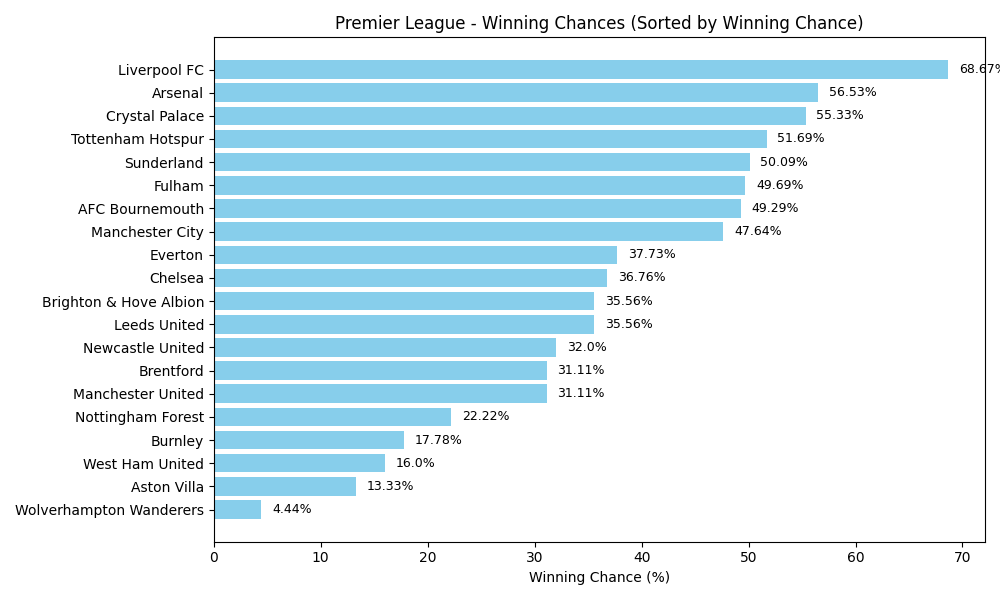 Premier League - Winning Chances (Sorted by Winning Chance)
Liverpool FC 68.67%
Arsenal 56.53%
Crystal Palace 55.33%
Tottenham Hotspur 51.69%
Sunderland 50.09%
Fulham 49.69%
AFC Bournemouth 49.29%
Manchester City 47.64%
Everton 37.73%
Chelsea 36.76%
Brighton & Hove Albion 35.56%
Leeds United 35.56%
Newcastle United 32.0%
Brentford 31.11%
Manchester United 31.11%
Nottingham Forest 22.22%
Burnley 17.78%
West Ham United 16.0%
Aston Villa 13.33%
Wolverhampton Wanderers 4.44%
0 10 20 30 40 50 60 70
Winning Chance (%)